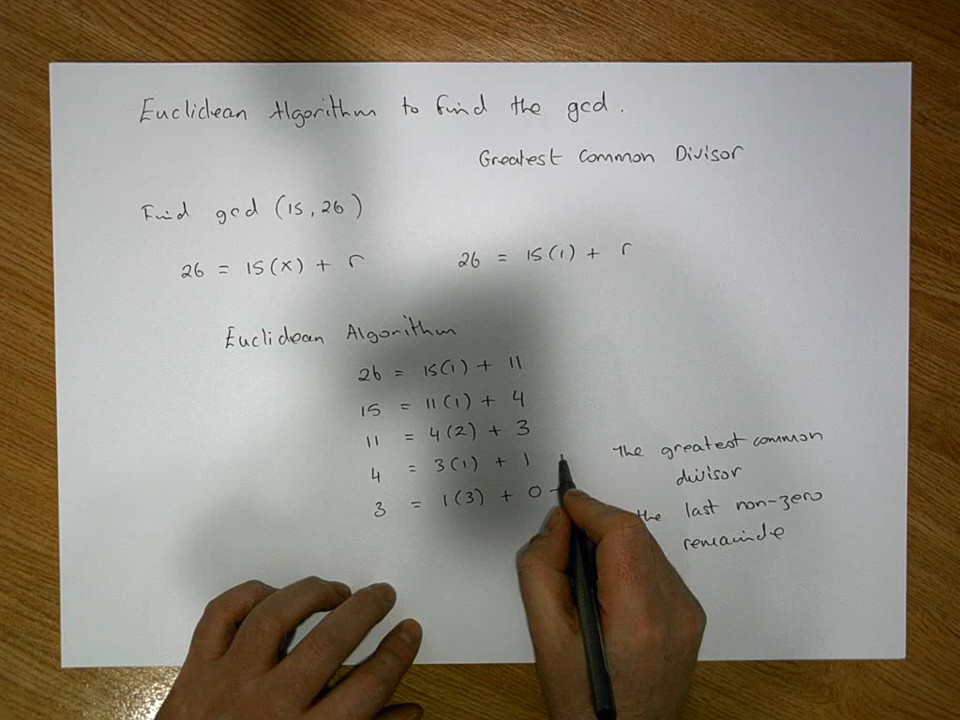 Euclidean Algorithm to find the gcd.
Greatest Common Divisor
Find gcd (15, 26)
26 = 15(x) + r
26 = 15(1) + r
Euclidean Algorithm
26 = 15(1) + 11
15 = 11(1) + 4
11 = 4(2) + 3
4 = 3(1) + 1
3 = 1(3) + 0
The greatest common
divisor
the last non-zero
remainde